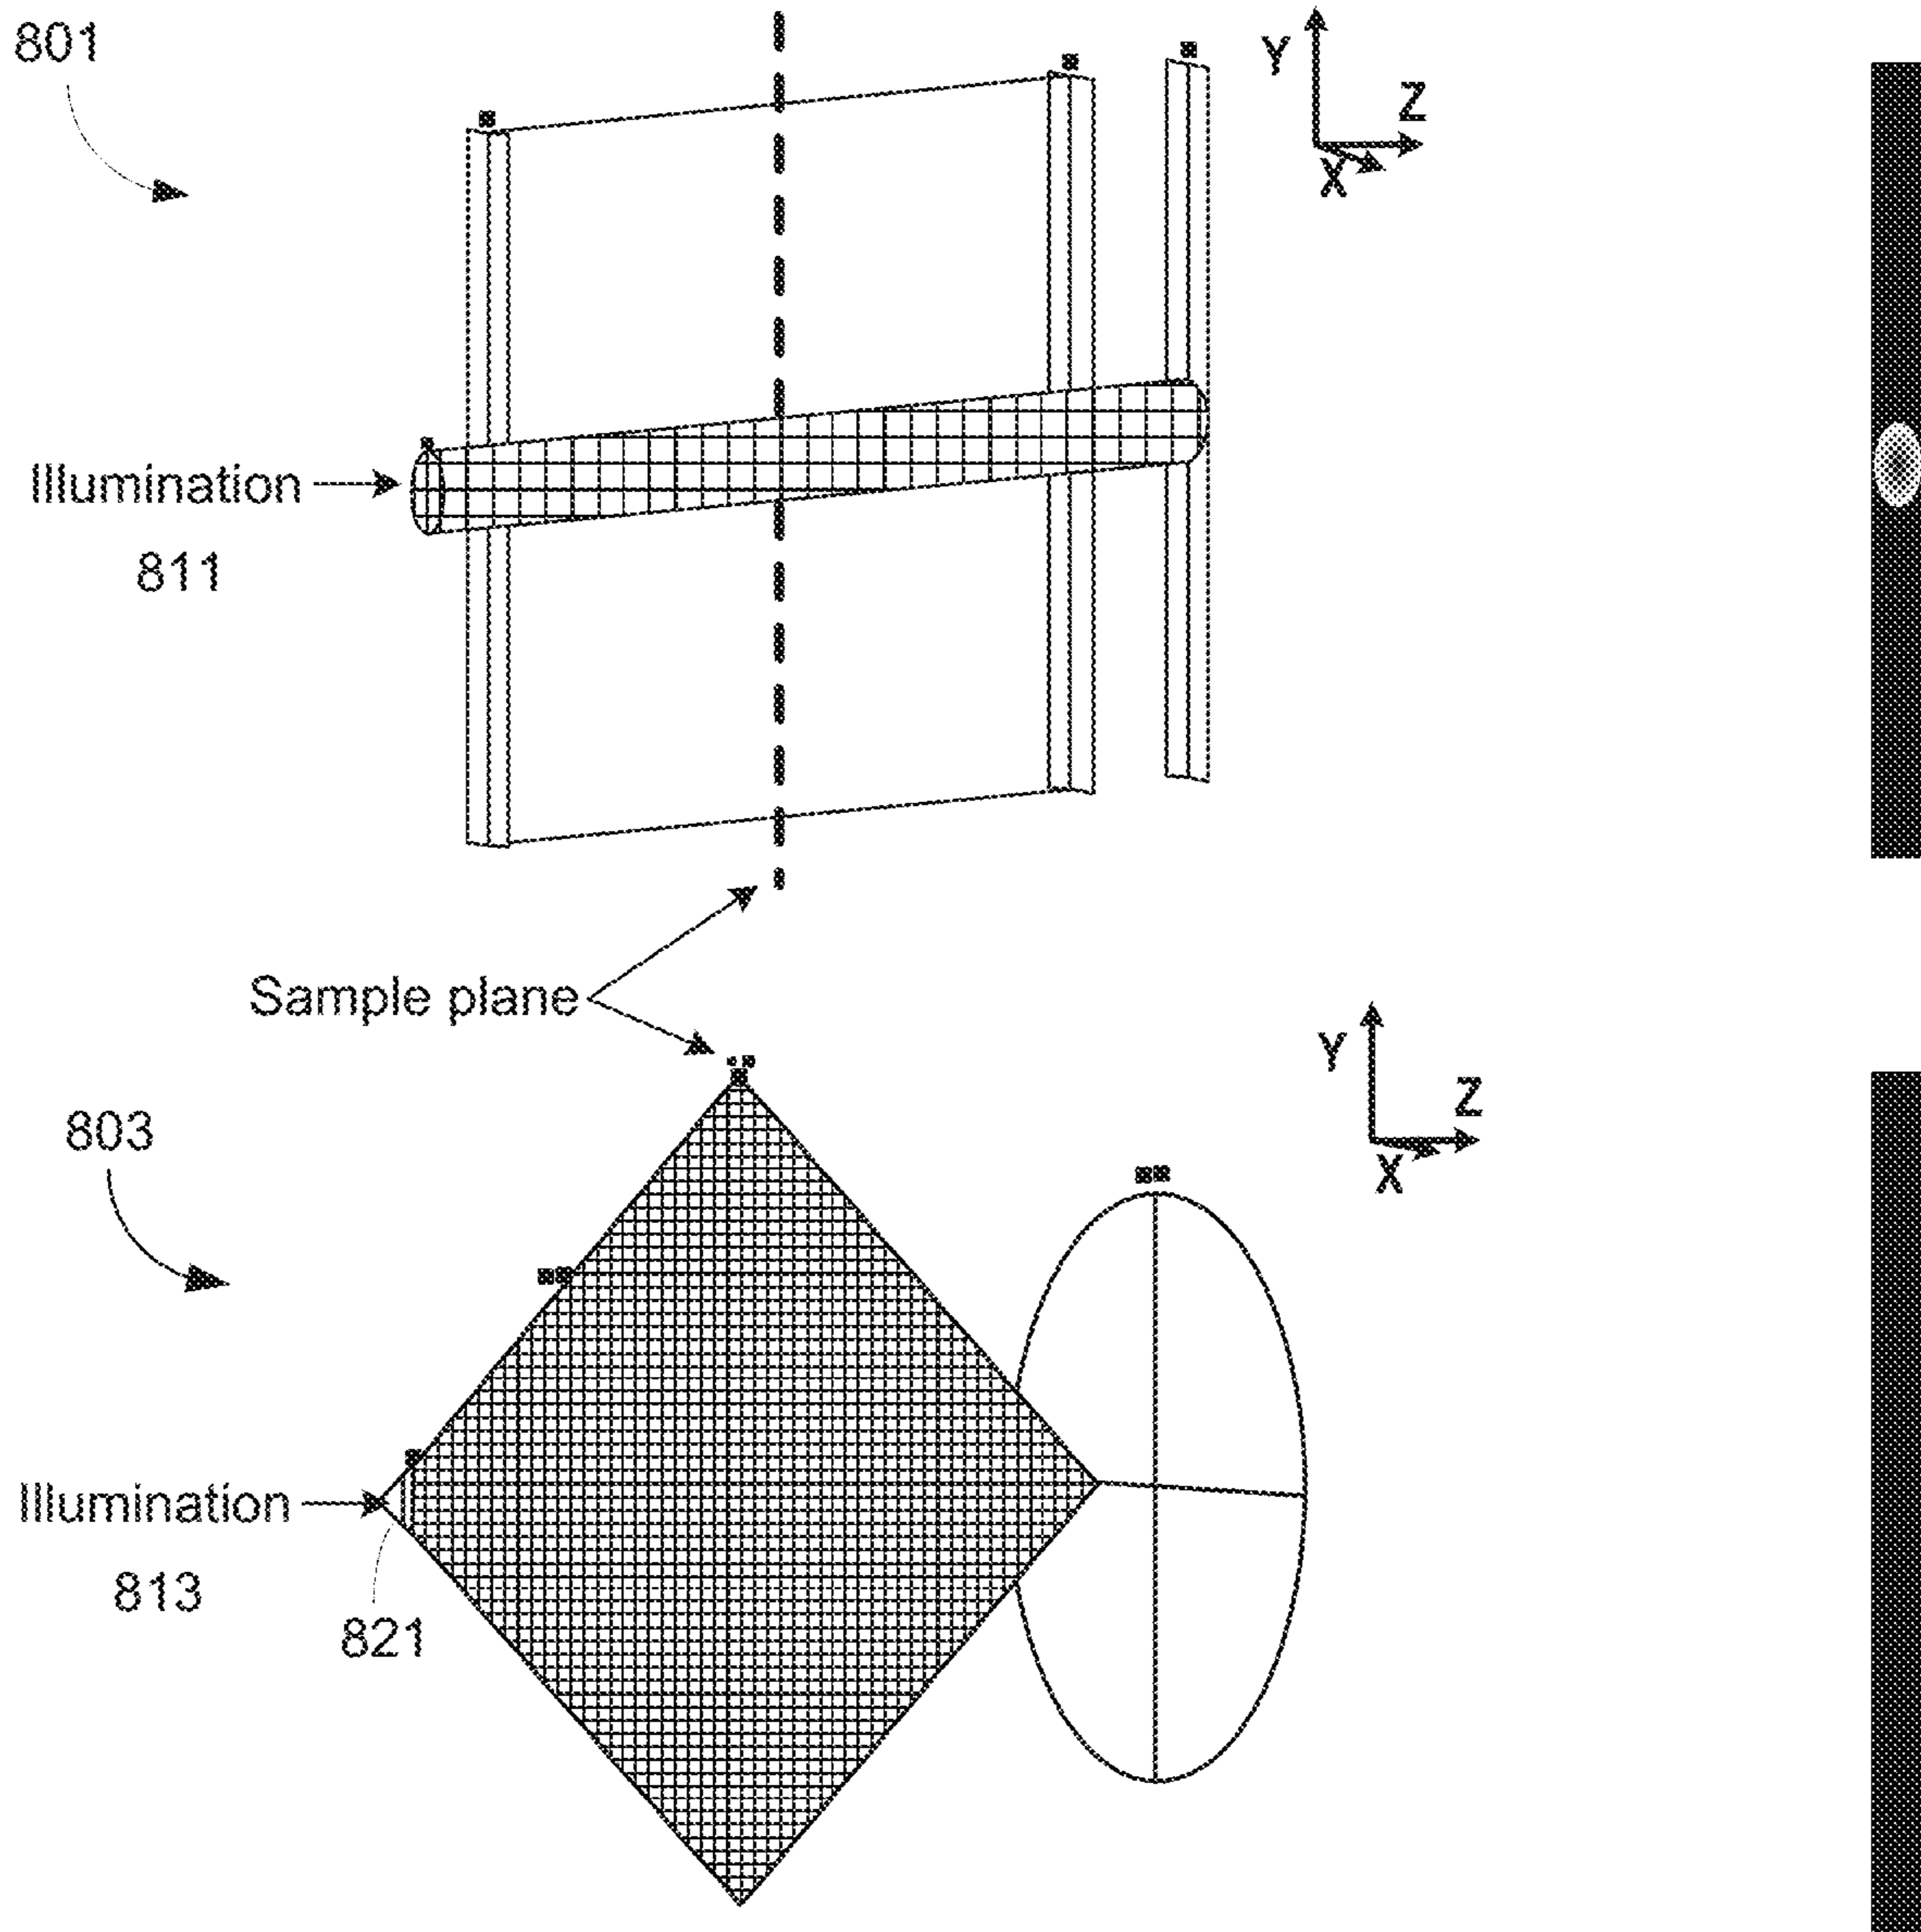 801
Y
Z
X
Illumination
811
Sample plane
Y
Z
X
803
Illumination
813
821